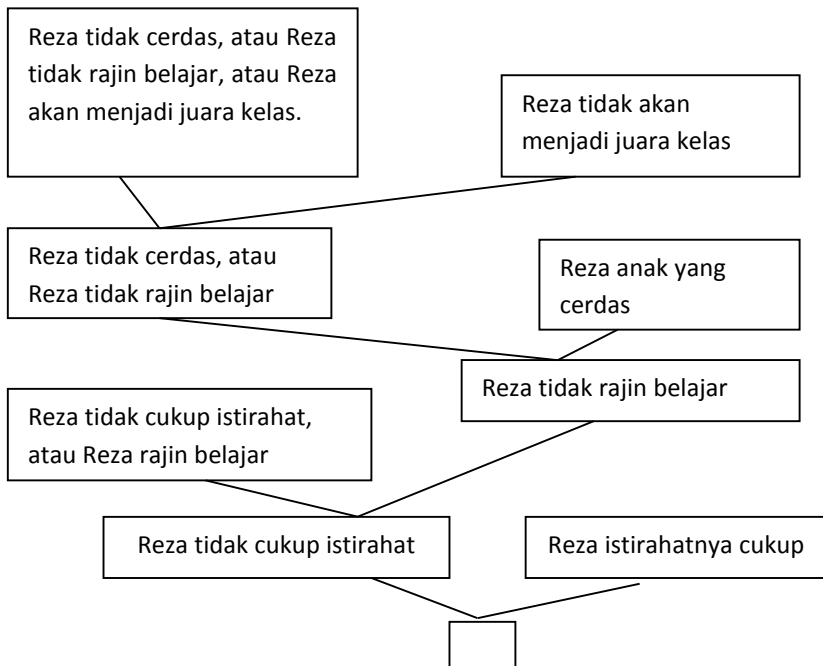 Reza tidak cerdas, atau Reza
tidak rajin belajar, atau Reza
akan menjadi juara kelas.
Reza tidak akan
menjadi juara kelas
Reza tidak cerdas, atau
Reza tidak rajin belajar
Reza anak yang
cerdas
Reza tidak rajin belajar
Reza tidak cukup istirahat,
atau Reza rajin belajar
Reza tidak cukup istirahat
Reza istirahatnya cukup